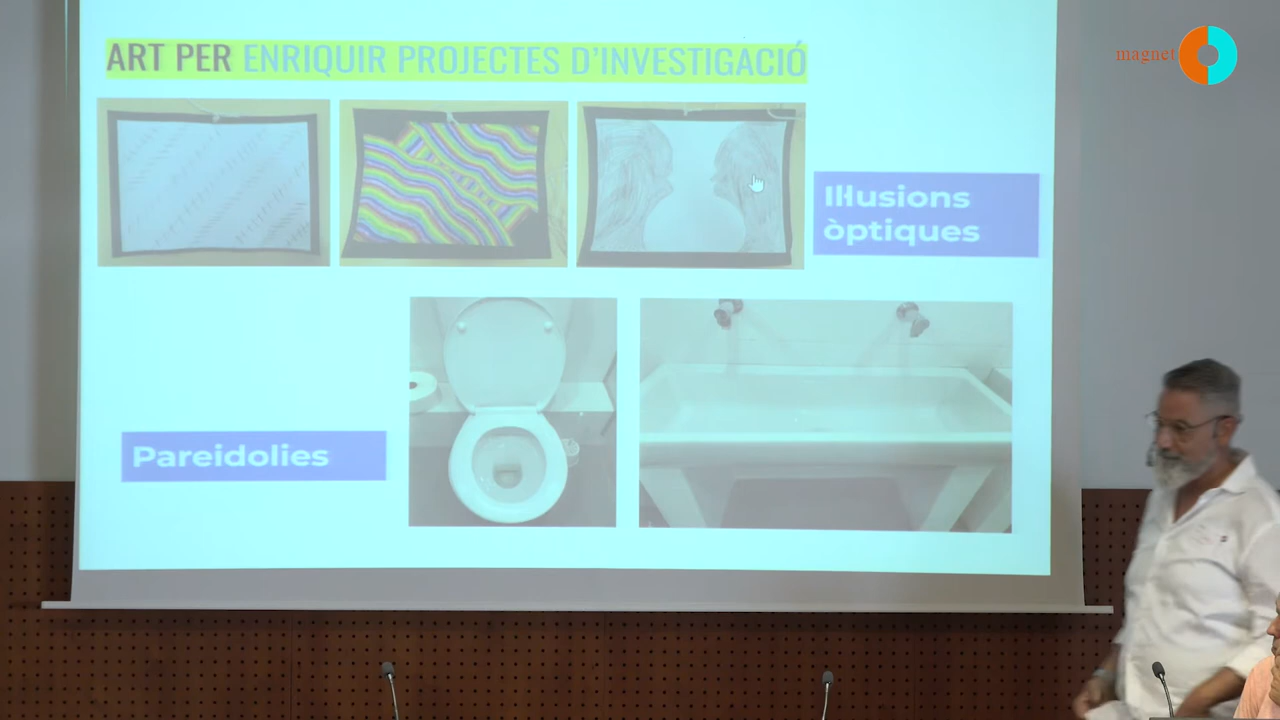 magnet
ART PER ENRIQUIR PROJECTES D'INVESTIGACIÓ
Il·lusions
òptiques
Pareidolies